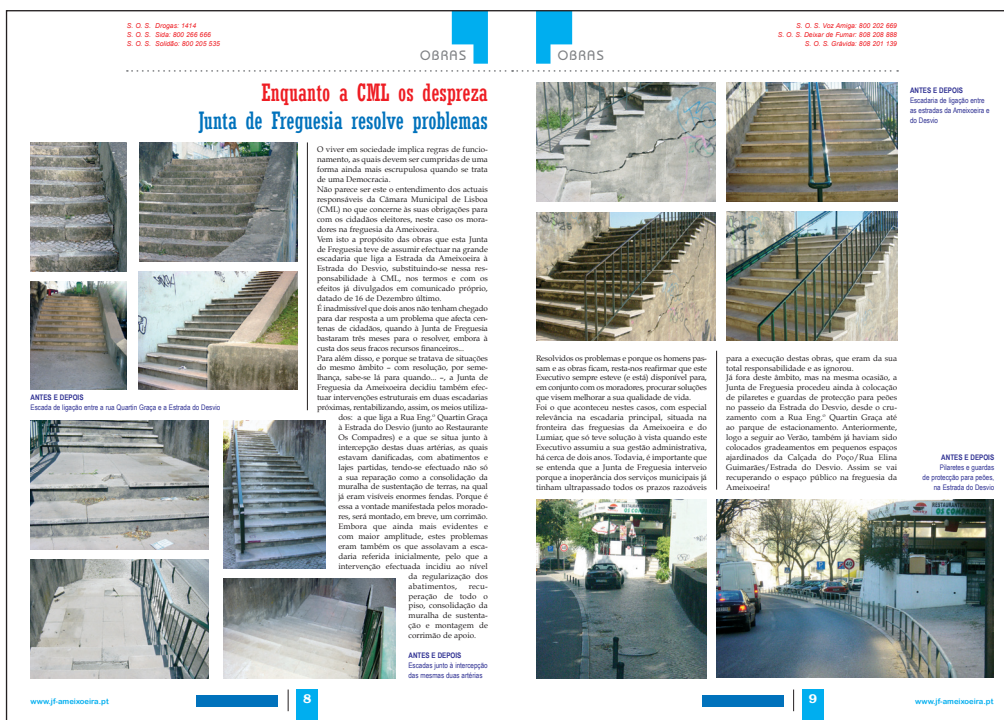 S. O. S. Drogas: 1414
S. O. S. Sida: 800 266 666
S. O. S. Solidão: 800 205 535
OBRAS
Enquanto a CML os despreza
Junta de Freguesia resolve problemas
O viver em sociedade implica regras de funcio-
namento, as quais devem ser cumpridas de uma
forma ainda mais escrupulosa quando se trata
de uma Democracia.
Não parece ser este o entendimento dos actuais
responsáveis da Câmara Municipal de Lisboa
(CML) no que concerne às suas obrigações para
com os cidadãos eleitores, neste caso os mora-
dores na freguesia da Ameixoeira.
Vem isto a propósito das obras que esta Junta
de Freguesia teve de assumir efectuar na grande
escadaria que liga a Estrada da Ameixoeira à
Estrada do Desvio, substituindo-se nessa res-
ponsabilidade à CML, nos termos e com os
efeitos já divulgados em comunicado próprio,
datado de 16 de Dezembro último.
É inadmissível que dois anos não tenham chegado
para dar resposta a um problema que afecta cen-
tenas de cidadãos, quando à Junta de Freguesia
bastaram três meses para o resolver, embora à
custa dos seus fracos recursos financeiros...
Para além disso, e porque se tratava de situações
do mesmo âmbito – com resolução, por seme-
lhança, sabe-se lá para quando... –, a Junta de
Freguesia da Ameixoeira decidiu também efec-
tuar intervenções estruturais em duas escadarias
próximas, rentabilizando, assim, os meios utiliza-
dos: a que liga a Rua Eng.º Quartin Graça
à Estrada do Desvio (junto ao Restaurante
Os Compadres) e a que se situa junto à
intercepção destas duas artérias, as quais
estavam danificadas, com abatimentos e
lajes partidas, tendo-se efectuado não só
a sua reparação como a consolidação da
muralha de sustentação de terras, na qual
já eram visíveis enormes fendas. Porque é
essa a vontade manifestada pelos morado-
res, será montado, em breve, um corrimão.
Embora que ainda mais evidentes e
com maior amplitude, estes problemas
eram também os que assolavam a esca-
daria referida inicialmente, pelo que a
intervenção efectuada incidiu ao nível
da regularização dos
abatimentos, recu-
peração de todo o
piso, consolidação da
muralha de sustenta-
ção e montagem de
corrimão de apoio.
ANTES E DEPOIS
Escada de ligação entre a rua Quartin Graça e a Estrada do Desvio
ANTES E DEPOIS
Escadas junto à intercepção
das mesmas duas artérias
www.jf-ameixoeira.pt
8
S. O. S. Voz Amiga: 800 202 669
S. O. S. Deixar de Fumar: 808 208 888
S. O. S. Grávida: 808 201 139
OBRAS
ANTES E DEPOIS
Escadaria de ligação entre
as estradas da Ameixoeira e
do Desvio
Resolvidos os problemas e porque os homens pas-
sam e as obras ficam, resta-nos reafirmar que este
Executivo sempre esteve (e está) disponível para,
em conjunto com os moradores, procurar soluções
que visem melhorar a sua qualidade de vida.
Foi o que aconteceu nestes casos, com especial
relevância na escadaria principal, situada na
fronteira das freguesias da Ameixoeira e do
Lumiar, que só teve solução à vista quando este
Executivo assumiu a sua gestão administrativa,
há cerca de dois anos. Todavia, é importante que
se entenda que a Junta de Freguesia interveio
porque a inoperância dos serviços municipais já
tinham ultrapassado todos os prazos razoáveis
para a execução destas obras, que eram da sua
total responsabilidade e as ignorou.
Já fora deste âmbito, mas na mesma ocasião, a
Junta de Freguesia procedeu ainda à colocação
de pilaretes e guardas de protecção para peões
no passeio da Estrada do Desvio, desde o cru-
zamento com a Rua Eng.º Quartin Graça até
ao parque de estacionamento. Anteriormente,
logo a seguir ao Verão, também já haviam sido
colocados gradeamentos em pequenos espaços
ajardinados da Calçada do Poço/Rua Elina
Guimarães/Estrada do Desvio. Assim se vai
recuperando o espaço público na freguesia da
Ameixoeira!
ANTES E DEPOIS
Pilaretes e guardas
de protecção para peões,
na Estrada do Desvio
OS COMPADRES
RESTAURANTE
OS COMPADRES
40
9
www.jf-ameixoeira.pt